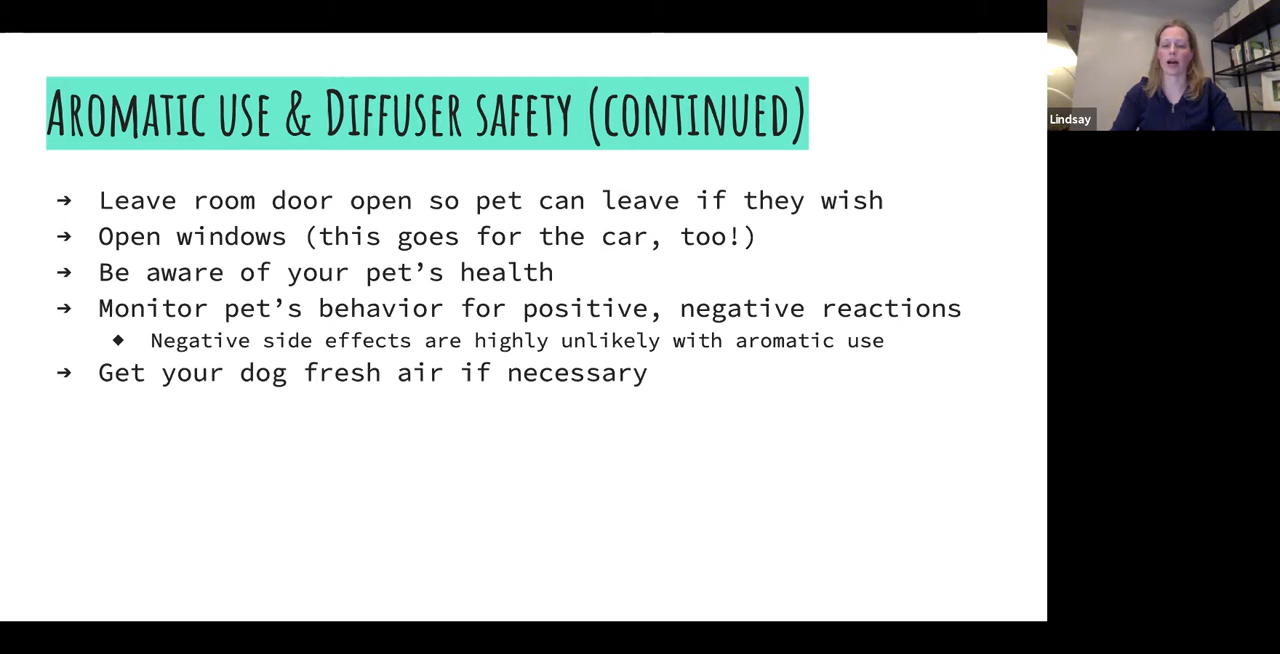 Aromatic use & Diffuser safety (continued)
➔ Leave room door open so pet can leave if they wish
➔ Open windows (this goes for the car, too!)
➔ Be aware of your pet’s health
➔ Monitor pet’s behavior for positive, negative reactions
◆ Negative side effects are highly unlikely with aromatic use
➔ Get your dog fresh air if necessary
Lindsay